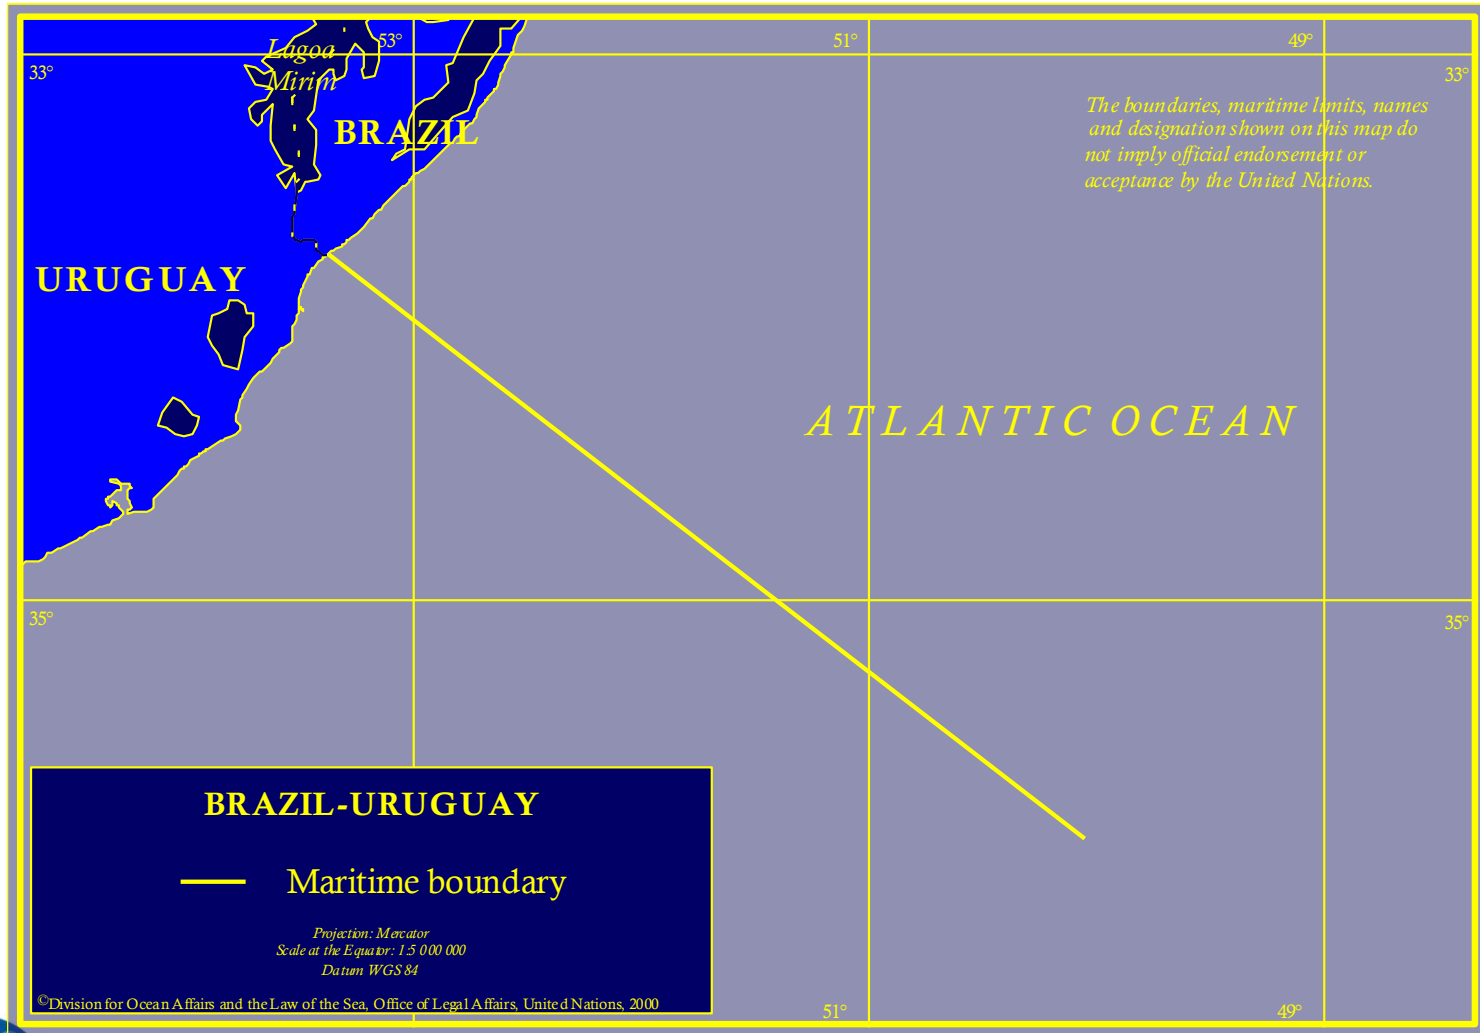 Lagoa
Mirim
53°
51°
49°
33°
33°
The boundaries, maritime limits, names
and designation shown on this map do
not imply official endorsement or
acceptance by the United Nations.
BRAZIL
URUGUAY
ATLANTIC OCEAN
35°
35°
BRAZIL-URUGUAY
Maritime boundary
Projection: Mercator
Scale at the Equator: 1:5 000 000
Datum WGS 84
©Division for Ocean Affairs and the Law of the Sea, Office of Legal Affairs, United Nations, 2000
51°
49°